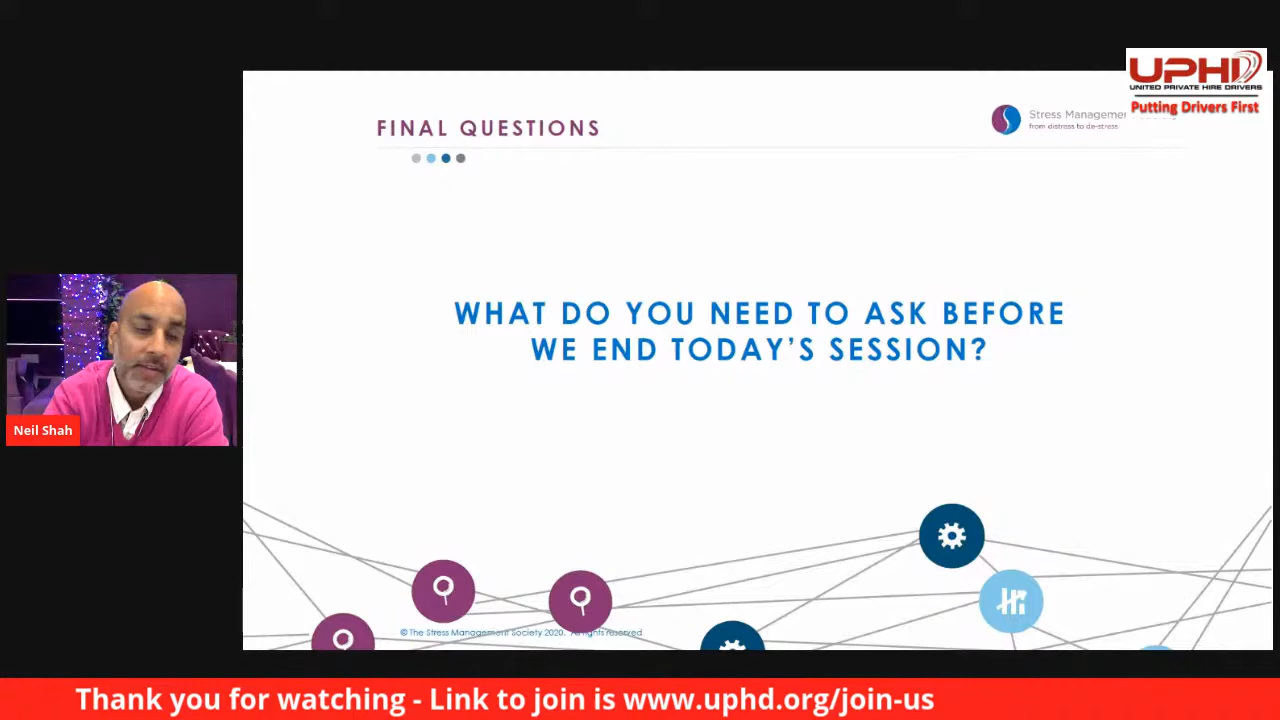 UPHD
UNITED PRIVATE HIRE DRIVERS
Putting Drivers First
FINAL QUESTIONS
Stress Management
from distress to de-stress
WHAT DO YOU NEED TO ASK BEFORE
WE END TODAY’S SESSION?
Neil Shah
© The Stress Management Society 2020. All rights reserved
Thank you for watching - Link to join is www.uphd.org/join-us